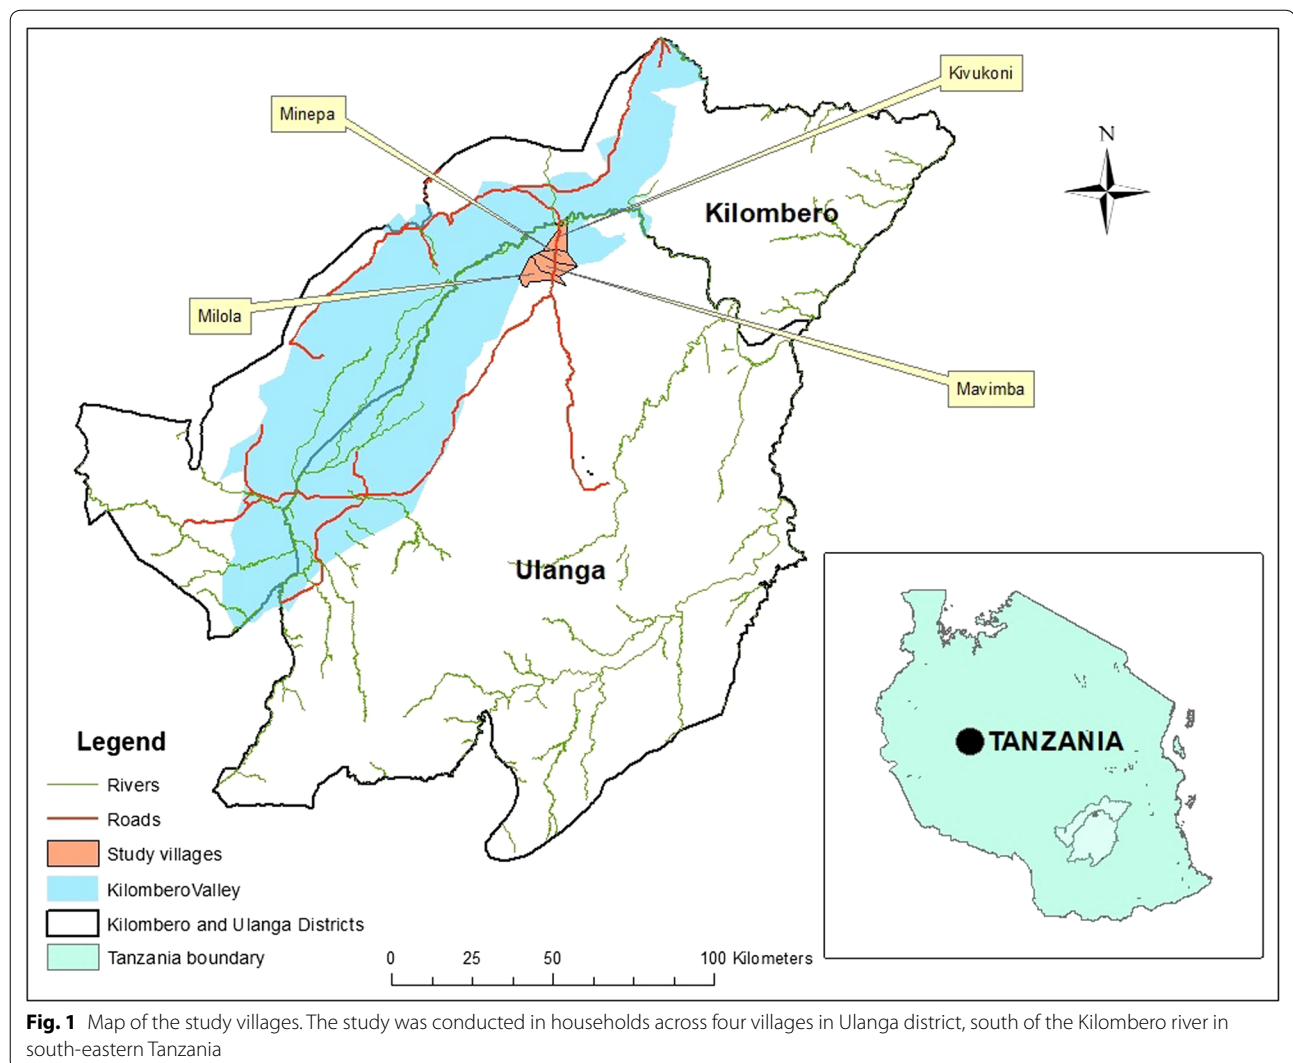 Kivukoni
Minepa
N
Kilombero
Milola
Mavimba
Ulanga
Legend
Rivers
Roads
Study villages
KilomberoValley
Kilombero and Ulanga Districts
Tanzania boundary
0 25 50 100 Kilometers
TANZANIA
Fig. 1 Map of the study villages. The study was conducted in households across four villages in Ulanga district, south of the Kilombero river in
south-eastern Tanzania